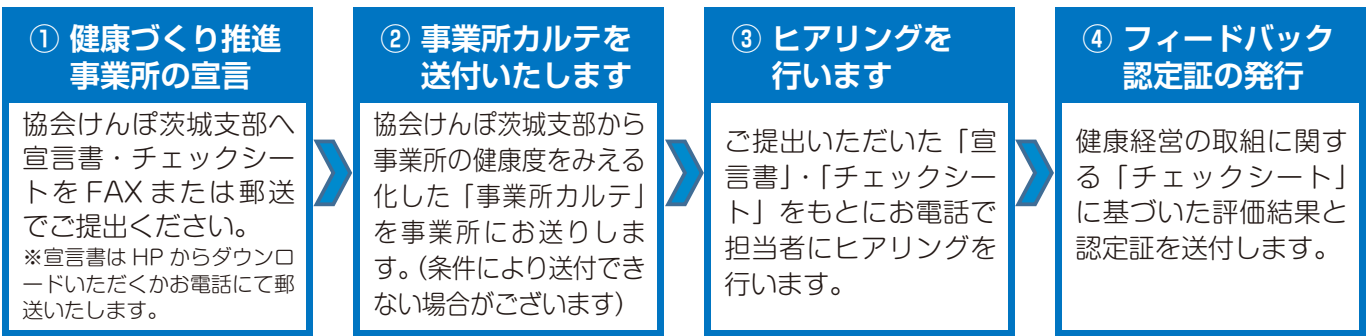 ① 健康づくり推進
事業所の宣言
協会けんぽ茨城支部へ
宣言書・チェックシー
トを FAX または郵送
でご提出ください。
※宣言書は HP からダウンロ
ードいただくかお電話にて郵
送いたします。
② 事業所カルテを
送付いたします
協会けんぽ茨城支部から
事業所の健康度をみえる
化した「事業所カルテ」
を事業所にお送りしま
す。(条件により送付でき
ない場合がございます)
③ ヒアリングを
行います
ご提出いただいた「宣
言書」・「チェックシー
ト」をもとにお電話で
担当者にヒアリングを
行います。
④ フィードバック
認定証の発行
健康経営の取組に関す
る「チェックシート」
に基づいた評価結果と
認定証を送付します。